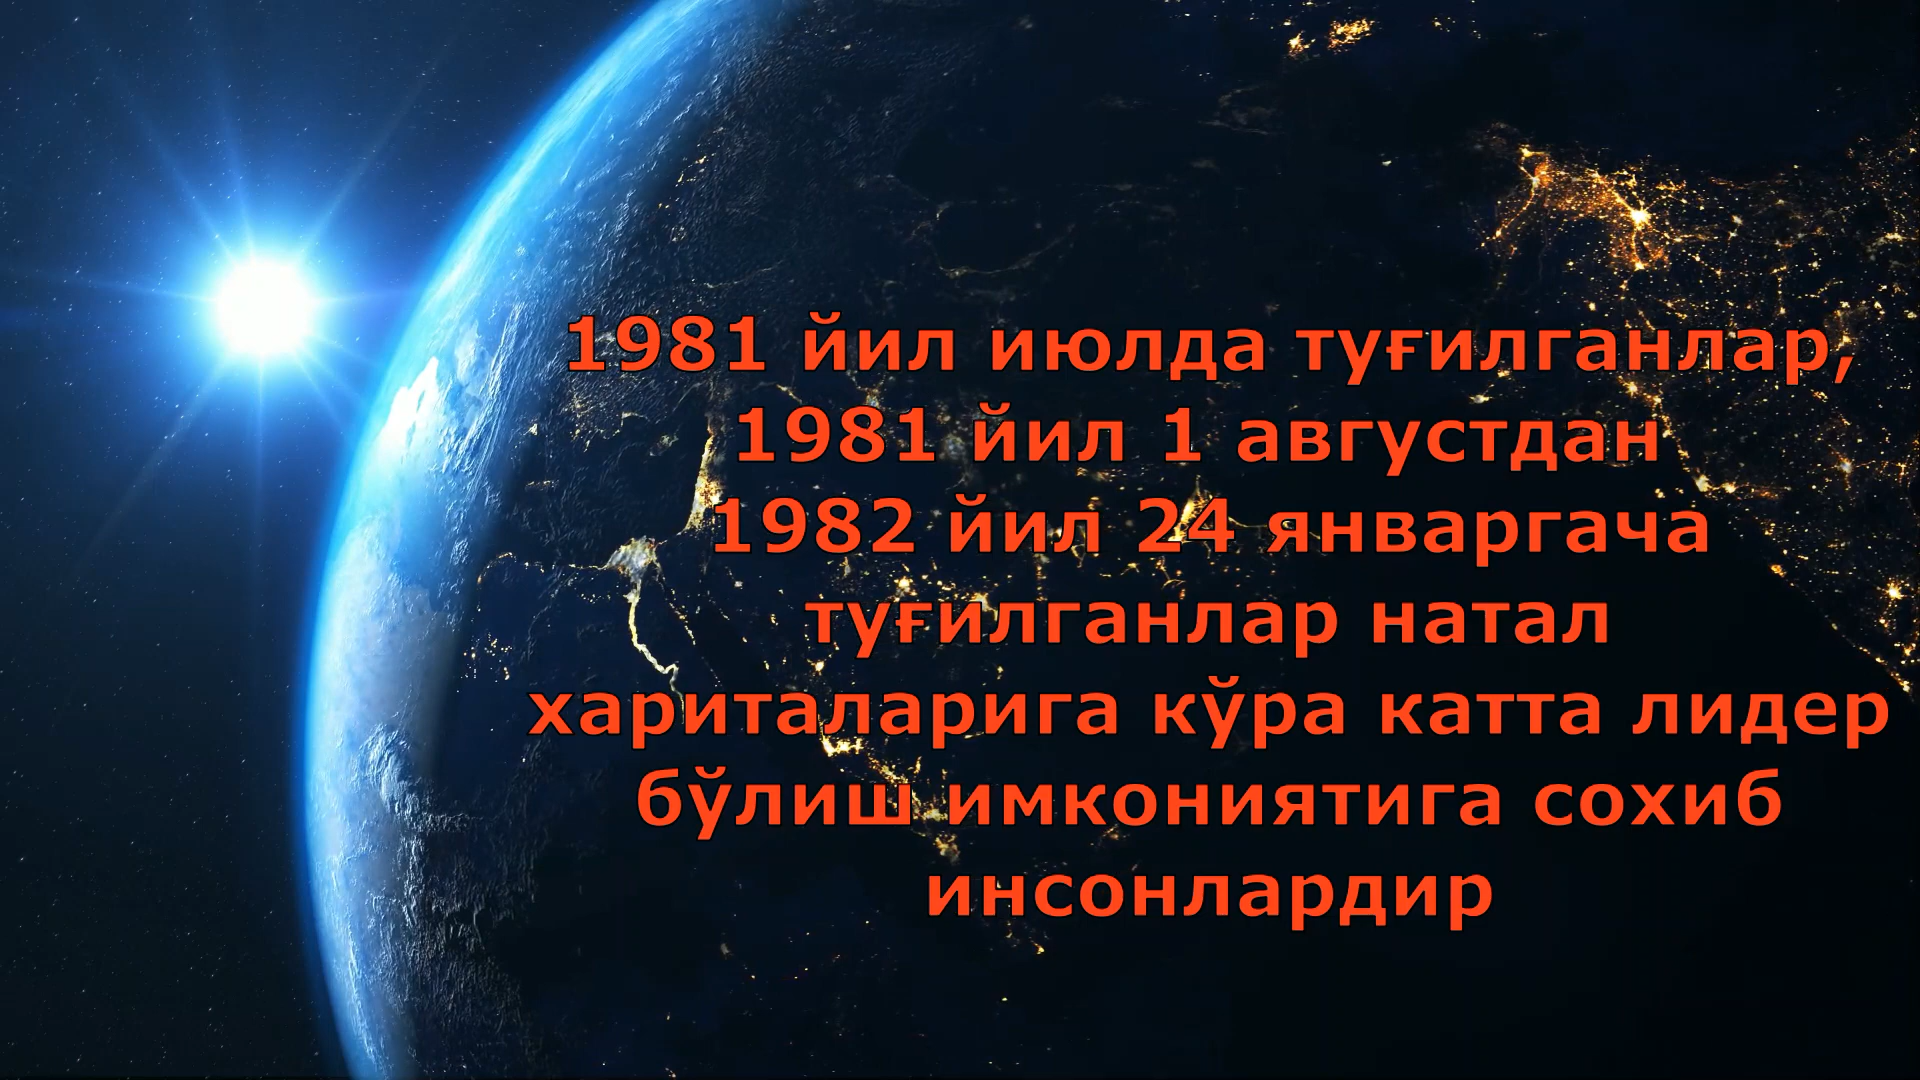 1981 йил июлда туғилганлар,
1981 йил 1 августдан
1982 йил 24 январгача
туғилганлар натал
хариталарига кўра катта лидер
бўлиш имкониятига сохиб
инсонлардир